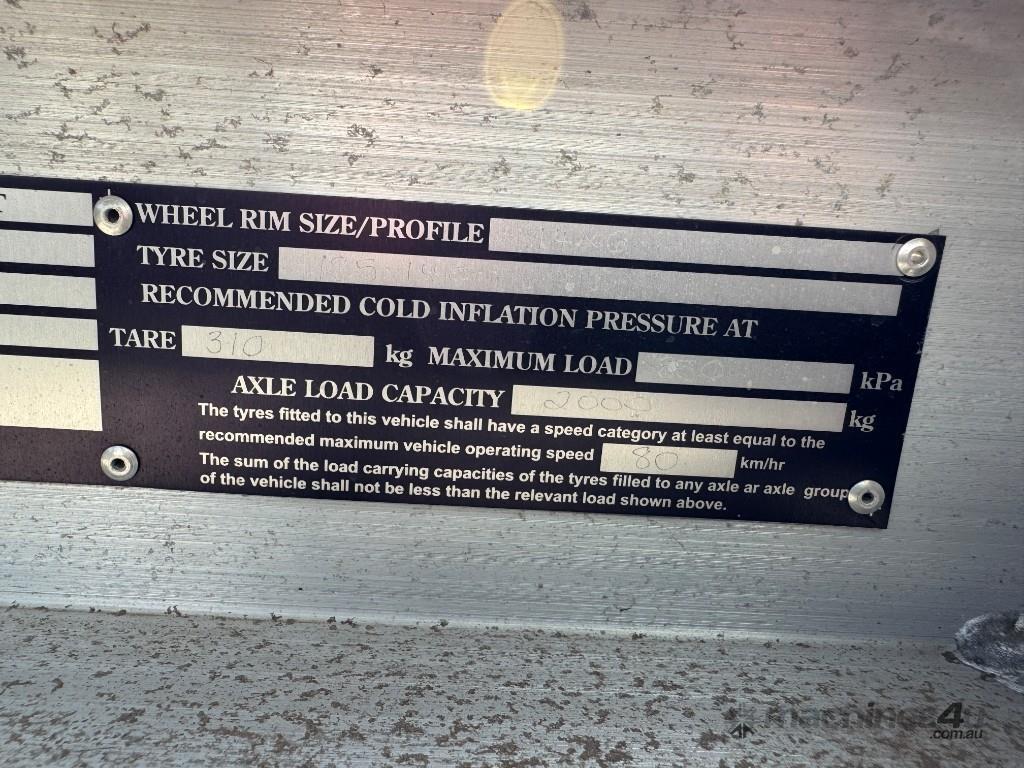 T
WHEEL RIM SIZE/PROFILE 14X6
TYRE SIZE 195 14
RECOMMENDED COLD INFLATION PRESSURE AT
TARE 310 kg MAXIMUM LOAD kPa
AXLE LOAD CAPACITY 2000 kg
The tyres fitted to this vehicle shall have a speed category at least equal to the
recommended maximum vehicle operating speed 80 km/hr
The sum of the load carrying capacities of the tyres filled to any axle ar axle group
of the vehicle shall not be less than the relevant load shown above.
machines4u
.com.au